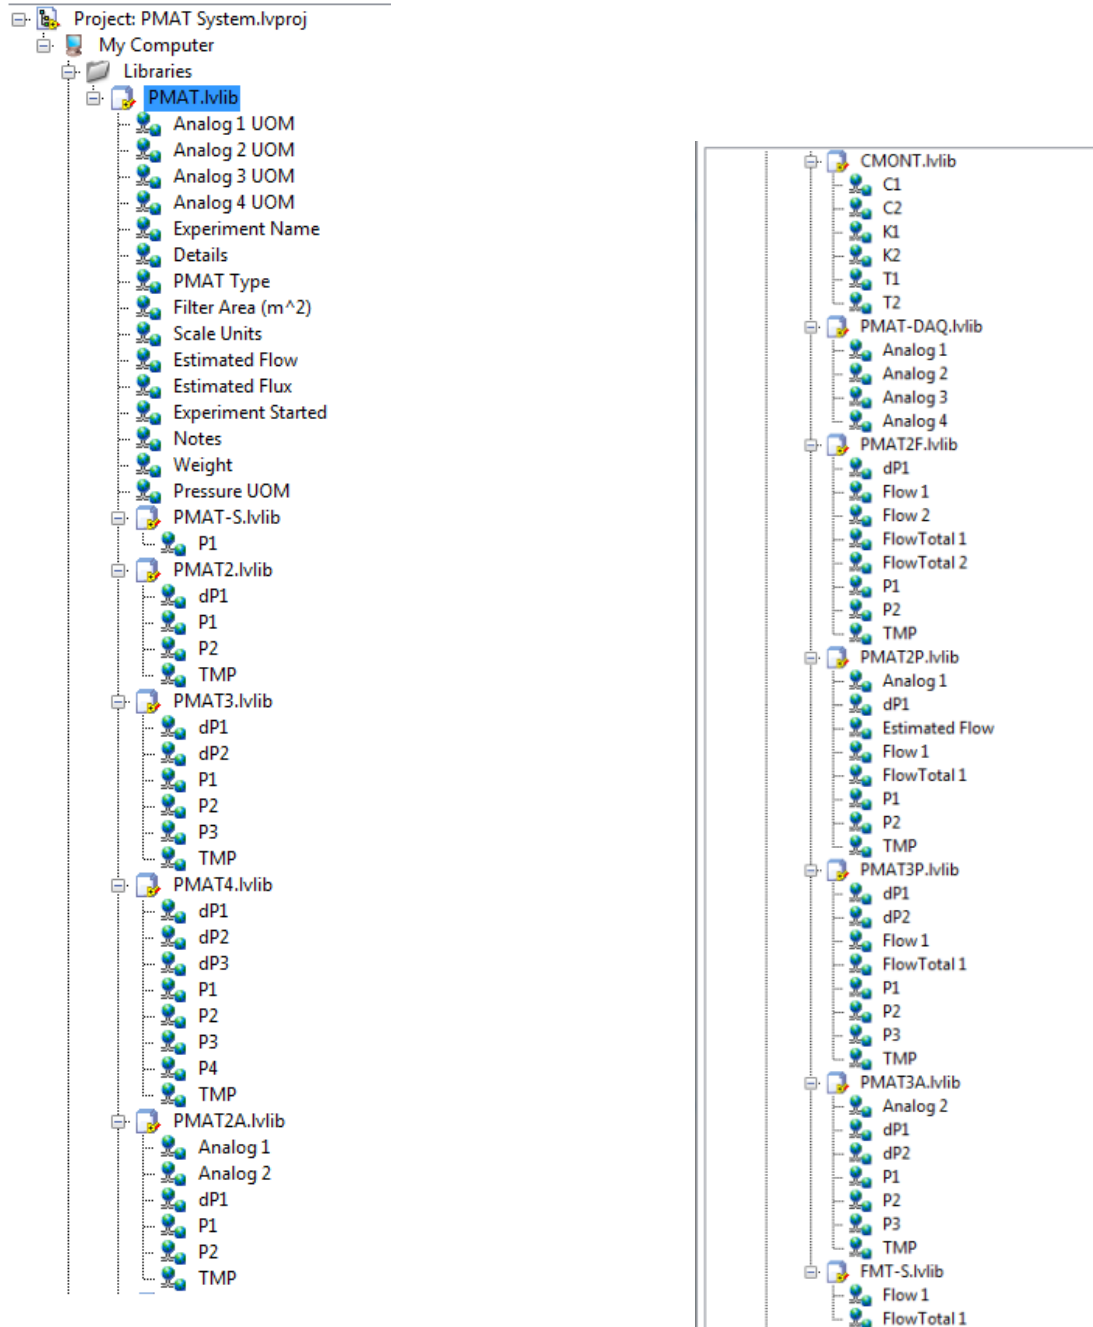 Project: PMAT System.lvproj
My Computer
Libraries
PMAT.lvlib
Analog 1 UOM
Analog 2 UOM
Analog 3 UOM
Analog 4 UOM
Experiment Name
Details
PMAT Type
Filter Area (m^2)
Scale Units
Estimated Flow
Estimated Flux
Experiment Started
Notes
Weight
Pressure UOM
PMAT-S.lvlib
P1
PMAT2.lvlib
dP1
P1
P2
TMP
PMAT3.lvlib
dP1
dP2
P1
P2
P3
TMP
PMAT4.lvlib
dP1
dP2
dP3
P1
P2
P3
P4
TMP
PMAT2A.lvlib
Analog 1
Analog 2
dP1
P1
P2
TMP
CMONT.lvlib
C1
C2
K1
K2
T1
T2
PMAT-DAQ.lvlib
Analog 1
Analog 2
Analog 3
Analog 4
PMAT2F.lvlib
dP1
Flow 1
Flow 2
FlowTotal 1
FlowTotal 2
P1
P2
TMP
PMAT2P.lvlib
Analog 1
dP1
Estimated Flow
Flow 1
FlowTotal 1
P1
P2
TMP
PMAT3P.lvlib
dP1
dP2
Flow 1
FlowTotal 1
P1
P2
P3
TMP
PMAT3A.lvlib
Analog 2
dP1
dP2
P1
P2
P3
TMP
FMT-S.lvlib
Flow 1
FlowTotal 1